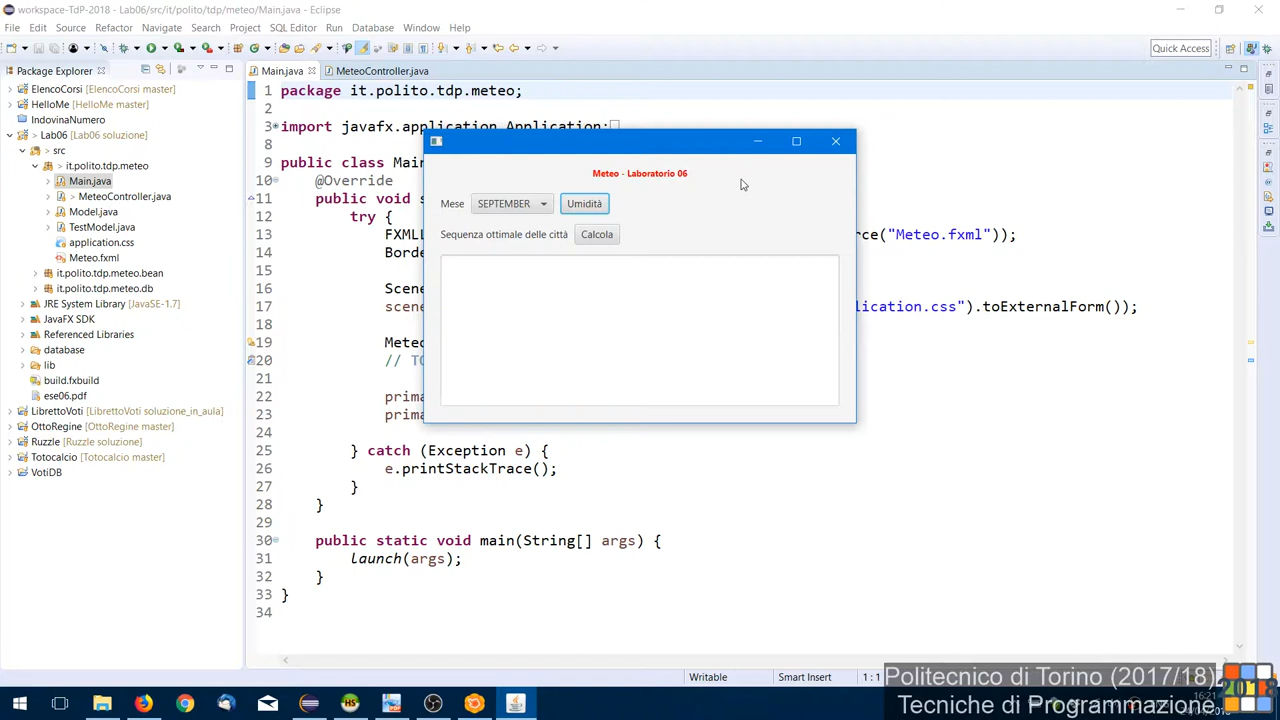 workspace-TdP-2018 - Lab06/src/it/polito/tdp/meteo/Main.java - Eclipse
File Edit Source Refactor Navigate Search Project SQL Editor Run Database Window Help
Quick Access
Package Explorer
Main.java
MeteoController.java
ElencoCorsi [ElencoCorsi master]
HelloMe [HelloMe master]
IndovinaNumero
Lab06 [Lab06 soluzione]
src
it.polito.tdp.meteo
Main.java
> MeteoController.java
Model.java
TestModel.java
application.css
Meteo.fxml
it.polito.tdp.meteo.bean
it.polito.tdp.meteo.db
JRE System Library [JavaSE-1.7]
JavaFX SDK
Referenced Libraries
database
lib
build.fxbuild
ese06.pdf
LibrettoVoti [LibrettoVoti soluzione_in_aula]
OttoRegine [OttoRegine master]
Ruzzle [Ruzzle soluzione]
Totocalcio [Totocalcio master]
VotiDB
1 package it.polito.tdp.meteo;
2
3 import javafx.application.Application;
8
9 public class Main
10 @Override
11 public void s
12 try {
13 FXMLL rce("Meteo.fxml"));
14 Borde
15
16 Scene
17 scene lication.css").toExternalForm());
18
19 Meteo
20 // TO
21
22 prima
23 prima
24
25 } catch (Exception e) {
26 e.printStackTrace();
27 }
28 }
29
30 public static void main(String[] args) {
31 launch(args);
32 }
33 }
34
Meteo - Laboratorio 06
Mese SEPTEMBER Umidità
Sequenza ottimale delle città Calcola
Writable Smart Insert 1 : 1
Politecnico di Torino (2017/18)
Tecniche di Programmazione
2018
16:21